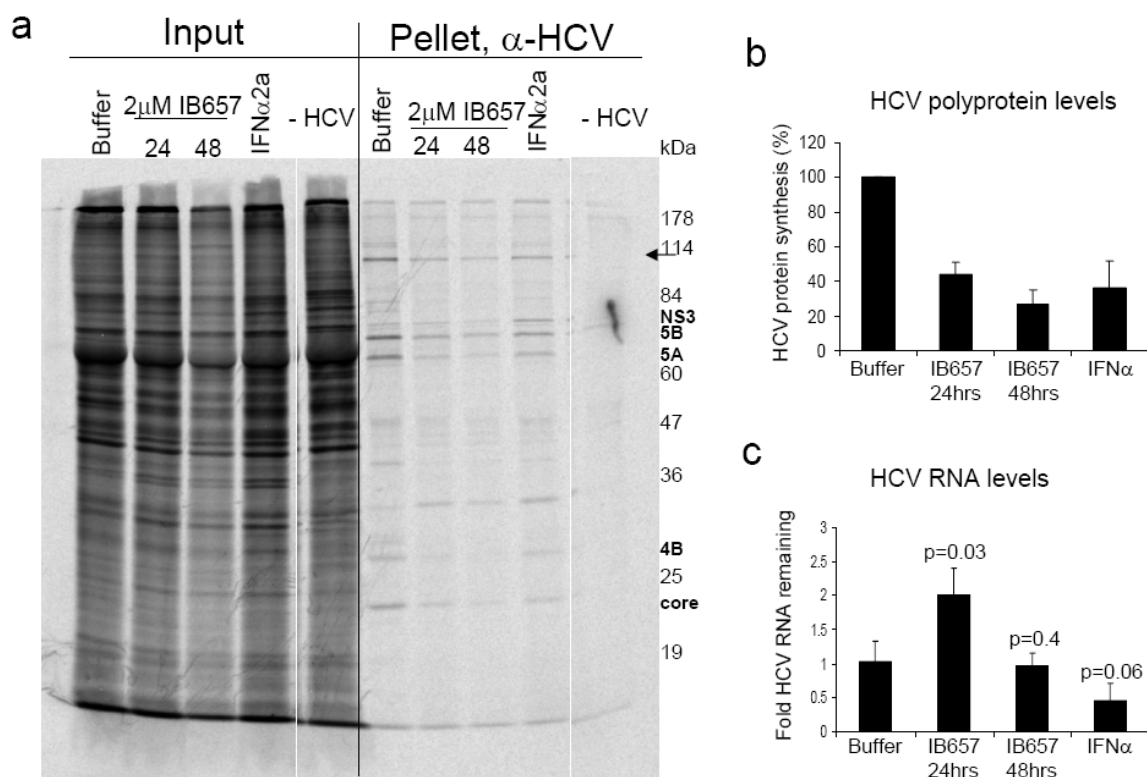 a
Input
Pellet, α-HCV
Buffer
2μM IB657
24 48
IFNα2a
- HCV
Buffer
2μM IB657
24 48
IFNα2a
- HCV
kDa
178
114
84
NS3
5B
5A
60
47
36
4B
25
core
19
b
HCV polyprotein levels
HCV protein synthesis (%)
120
100
80
60
40
20
0
Buffer
IB657
24hrs
IB657
48hrs
IFNα
c
HCV RNA levels
Fold HCV RNA remaining
3
2.5
2
1.5
1
0.5
0
p=0.03
p=0.4
p=0.06
Buffer
IB657
24hrs
IB657
48hrs
IFNα